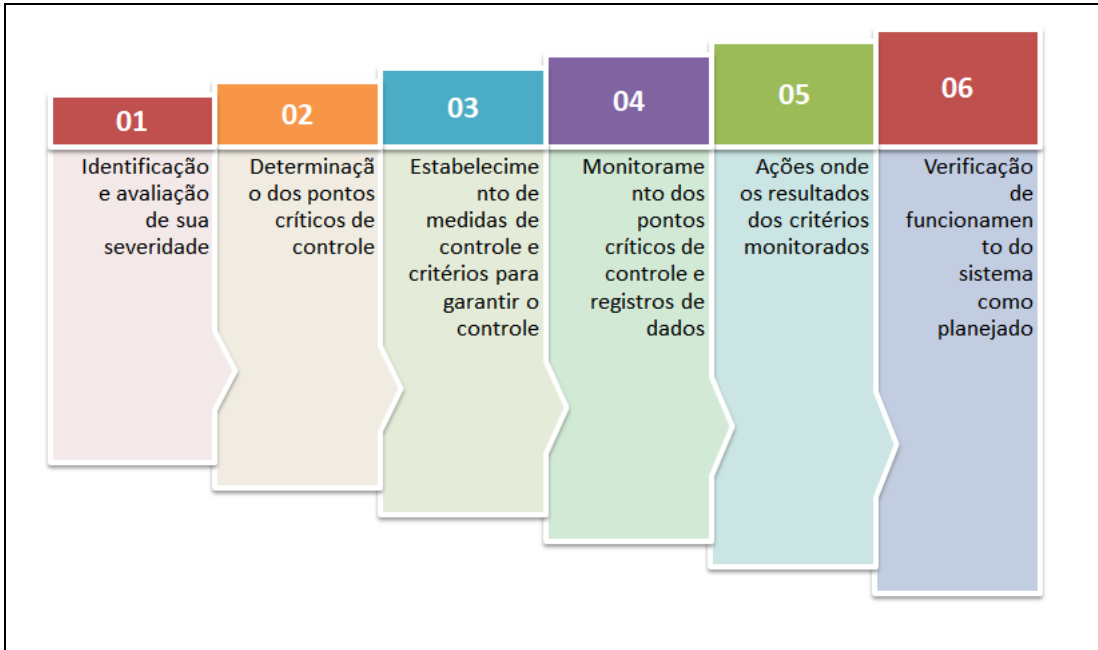 01
Identificação
e avaliação
de sua
severidade
02
Determinaçã
o dos pontos
críticos de
controle
03
Estabelecime
nto de
medidas de
controle e
critérios para
garantir o
controle
04
Monitorame
nto dos
pontos
críticos de
controle e
registros de
dados
05
Ações onde
os resultados
dos critérios
monitorados
06
Verificação
de
funcionamen
to do
sistema
como
planejado